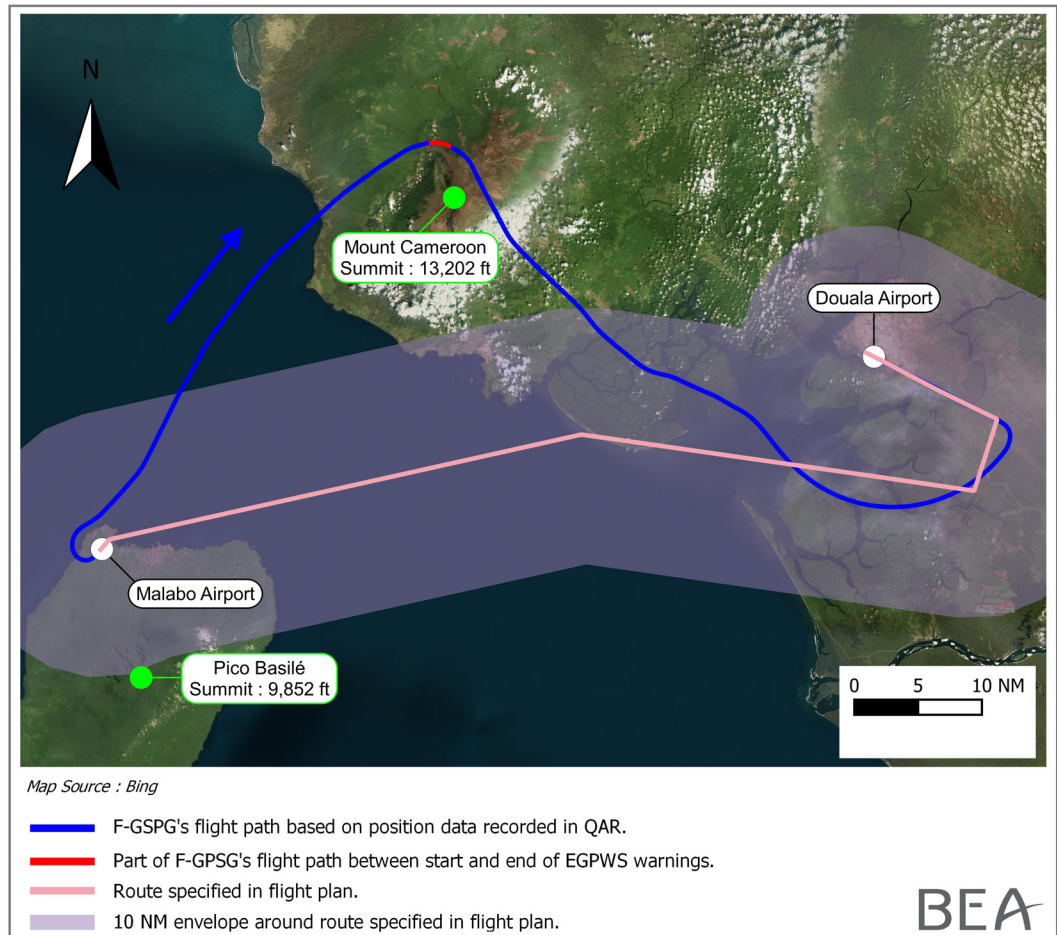 N
Mount Cameroon
Summit : 13,202 ft
Douala Airport
Malabo Airport
Pico Basilé
Summit : 9,852 ft
0 5 10 NM
Map Source : Bing
F-GSPG's flight path based on position data recorded in QAR.
Part of F-GPSG's flight path between start and end of EGPWS warnings.
Route specified in flight plan.
10 NM envelope around route specified in flight plan.
BEA